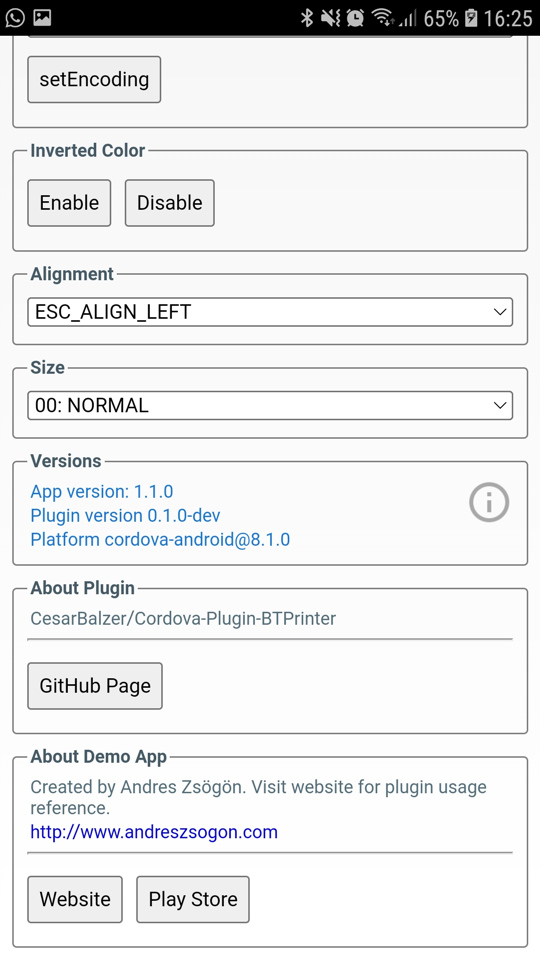 65% 16:25
setEncoding
Inverted Color
Enable Disable
Alignment
ESC_ALIGN_LEFT
Size
00: NORMAL
Versions
App version: 1.1.0
Plugin version 0.1.0-dev
Platform cordova-android@8.1.0
About Plugin
CesarBalzer/Cordova-Plugin-BTPrinter
GitHub Page
About Demo App
Created by Andres Zsögön. Visit website for plugin usage
reference.
http://www.andreszsogon.com
Website Play Store